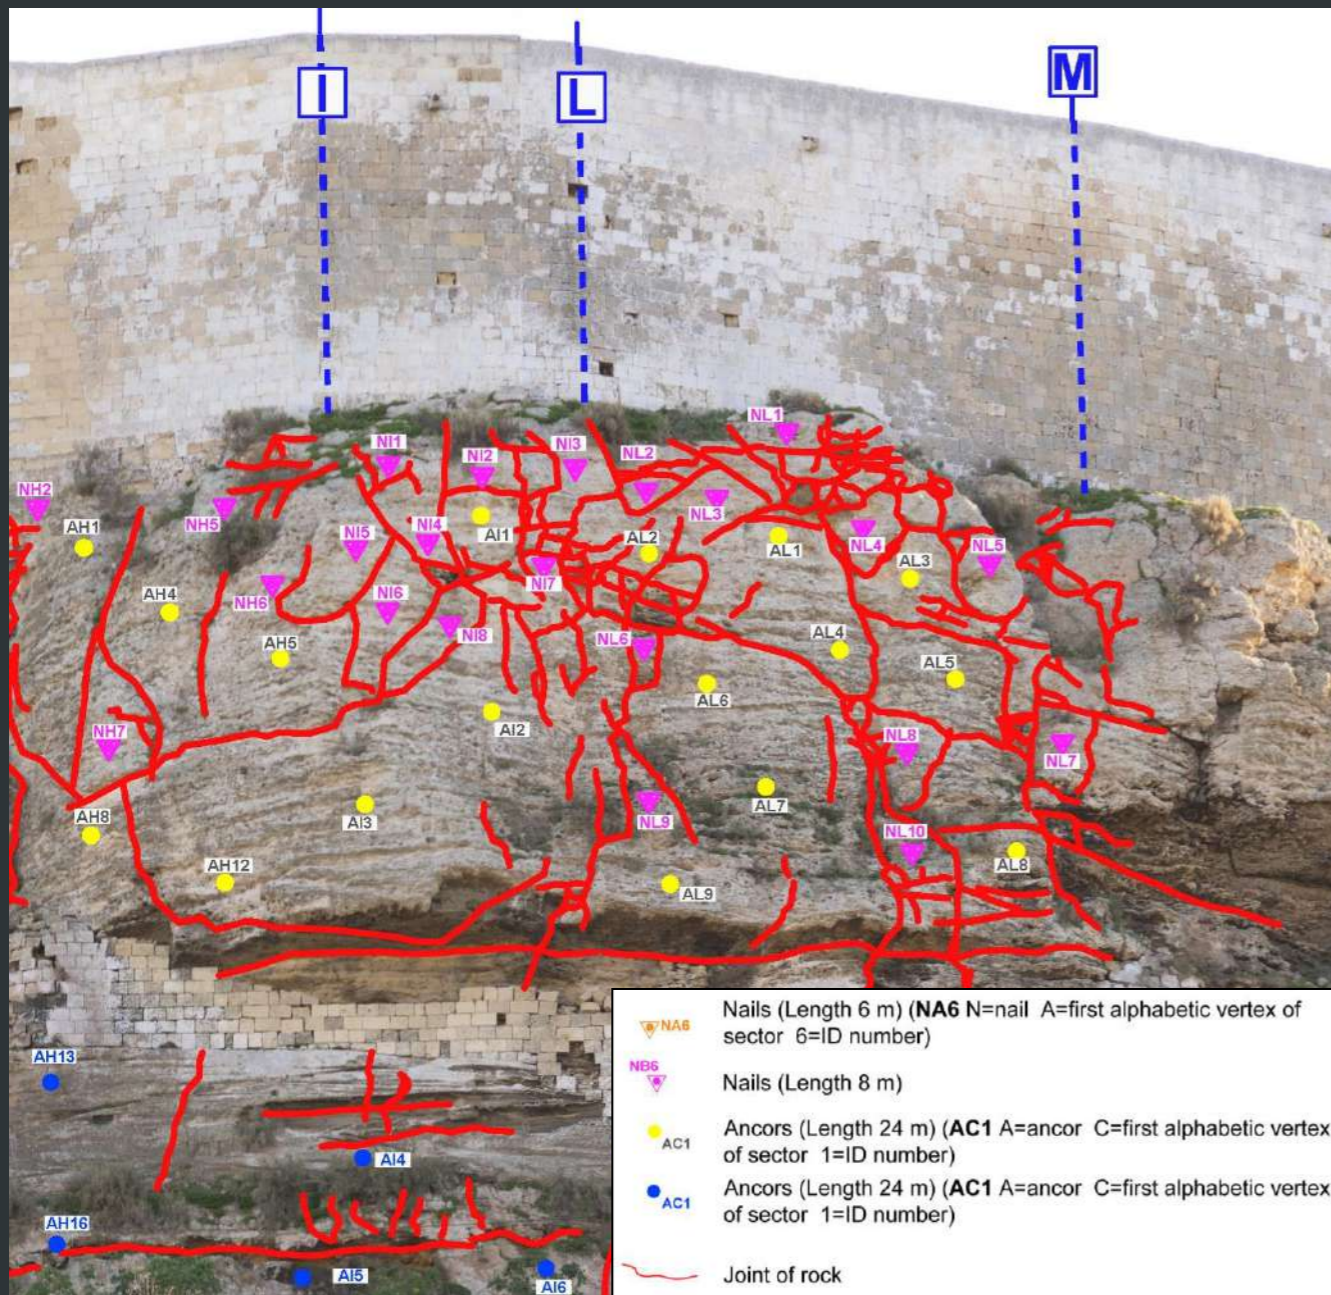 I
L
M
NL1
NI1
NI2
NI3
NL2
NH2
NH5
NL3
AH1
NI5
NI4
AI1
AL2
AL1
NL4
NL5
AL3
NI7
NH6
AH4
NI6
NI8
AH5
NL6
AL4
AL5
AL6
AI2
NH7
NL8
NL7
AH8
AI3
NL9
AL7
NL10
AH12
AL9
AL8
AH13
AI4
AH16
AI5
AI6
NA6
Nails (Length 6 m) (NA6 N=nail A=first alphabetic vertex of
sector 6=ID number)
NB6
Nails (Length 8 m)
AC1
Ancors (Length 24 m) (AC1 A=ancor C=first alphabetic vertex
of sector 1=ID number)
AC1
Ancors (Length 24 m) (AC1 A=ancor C=first alphabetic vertex
of sector 1=ID number)
Joint of rock